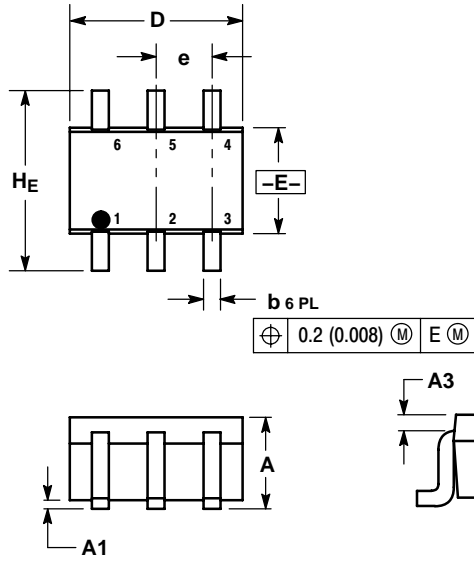 D
e
6 5 4
HE
–E–
1 2 3
b 6 PL
⌖ 0.2 (0.008) Ⓜ E Ⓜ
A3
A
A1